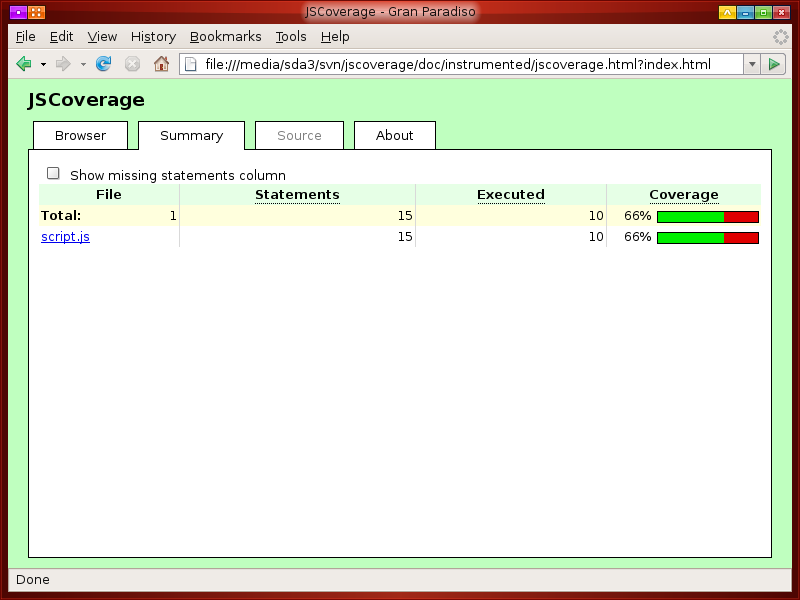 JSCoverage - Gran Paradiso
File Edit View History Bookmarks Tools Help
file:///media/sda3/svn/jscoverage/doc/instrumented/jscoverage.html?index.html
JSCoverage
Browser Summary Source About
Show missing statements column
File Statements Executed Coverage
Total: 1 15 10 66%
script.js 15 10 66%
Done